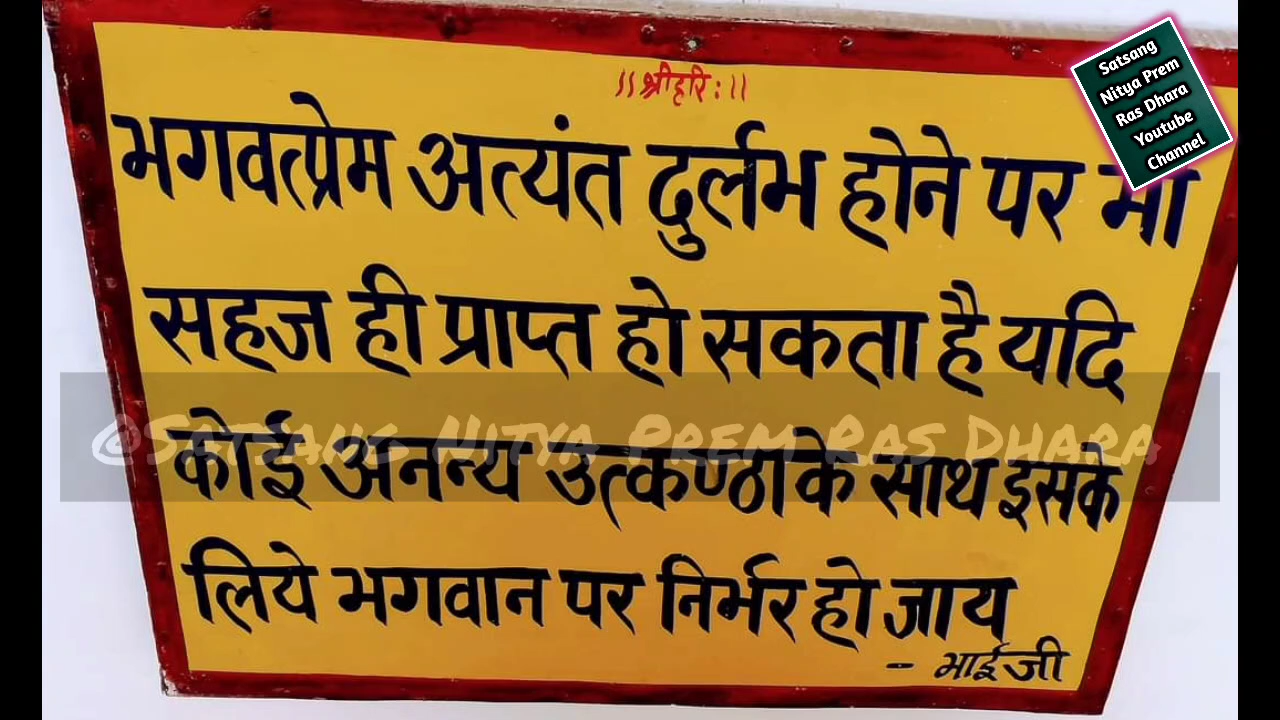 ॥श्रीहरि:॥
भगवत्प्रेम अत्यंत दुर्लभ होने पर
सहज ही प्राप्त हो सकता है यदि
कोई अनन्य उत्कण्ठा के साथ इसके
लिये भगवान पर निर्भर हो जाय
- भाईजी
Satsang
Nitya Prem
Ras Dhara
Youtube
Channel
@Satsang Nitya Prem Ras Dhara